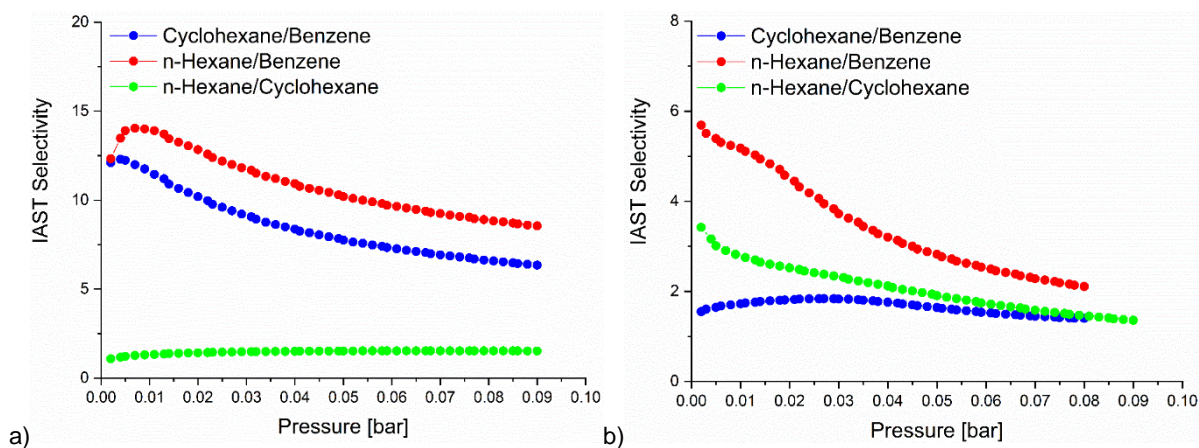 20
15
10
5
0
IAST Selectivity
Cyclohexane/Benzene
n-Hexane/Benzene
n-Hexane/Cyclohexane
0.00 0.01 0.02 0.03 0.04 0.05 0.06 0.07 0.08 0.09 0.10
Pressure [bar]
a)
8
6
4
2
0
IAST Selectivity
Cyclohexane/Benzene
n-Hexane/Benzene
n-Hexane/Cyclohexane
0.00 0.01 0.02 0.03 0.04 0.05 0.06 0.07 0.08 0.09 0.10
Pressure [bar]
b)